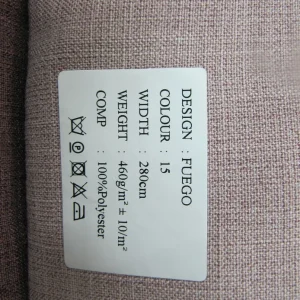 DESIGN : FUEGO
COLOUR : 15
WIDTH : 280cm
WEIGHT : 460g/m² ± 10/m²
COMP : 100%Polyester
P